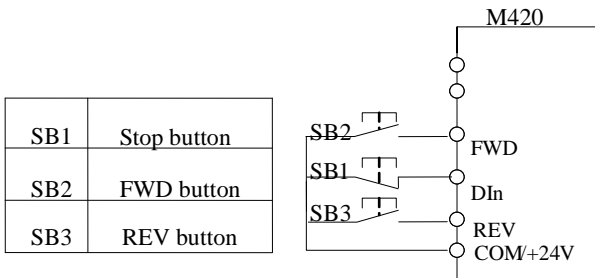 M420
SB1 Stop button
SB2 FWD button
SB3 REV button
SB2
FWD
SB1
DIn
SB3
REV
COM/+24V